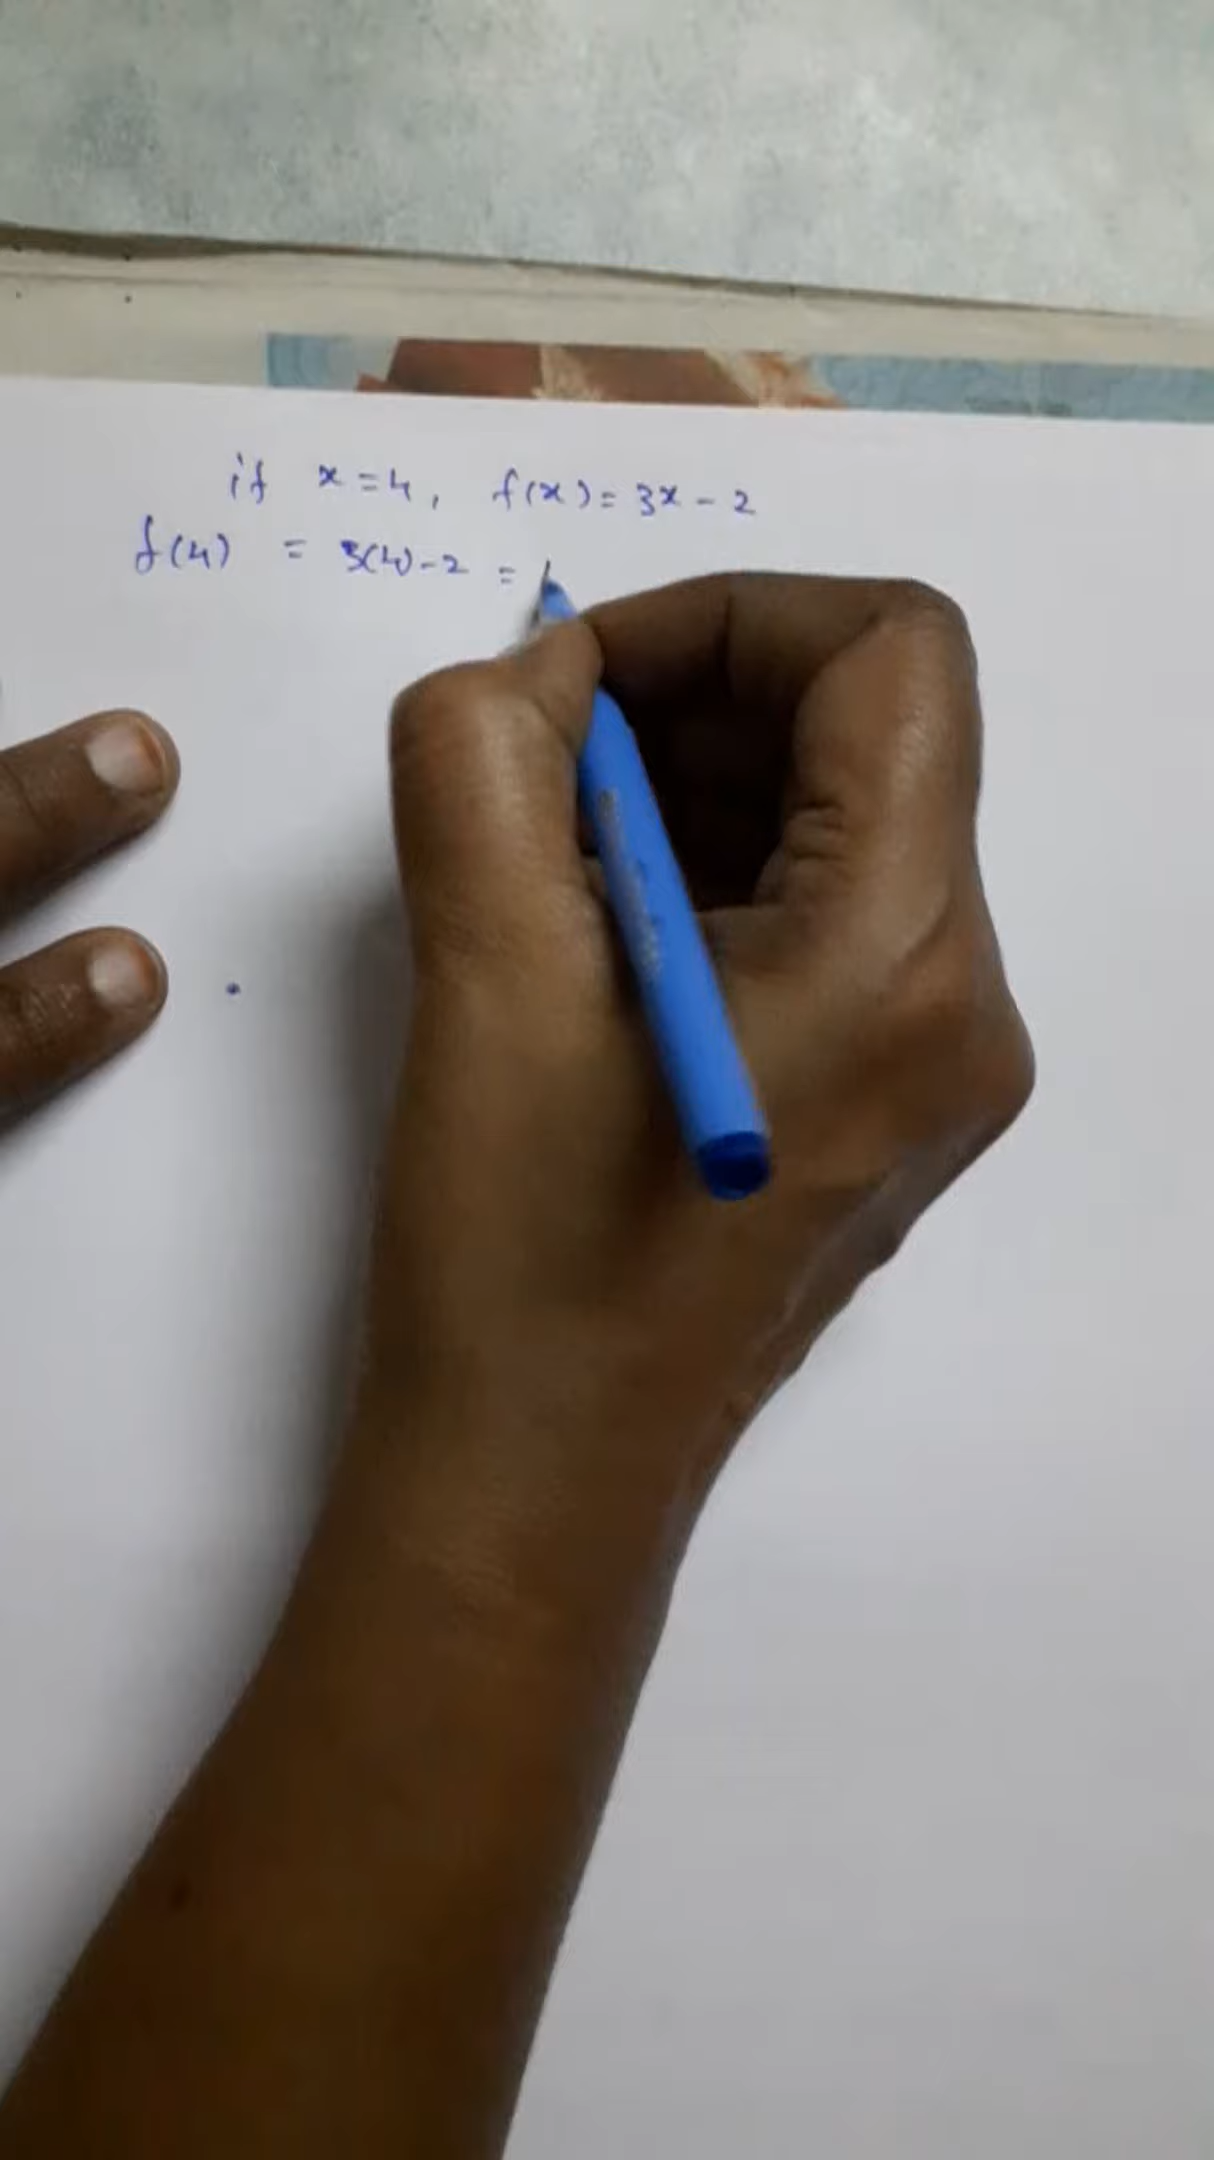 if x = 4, f(x) = 3x - 2
f(4) = 3(4) - 2 =